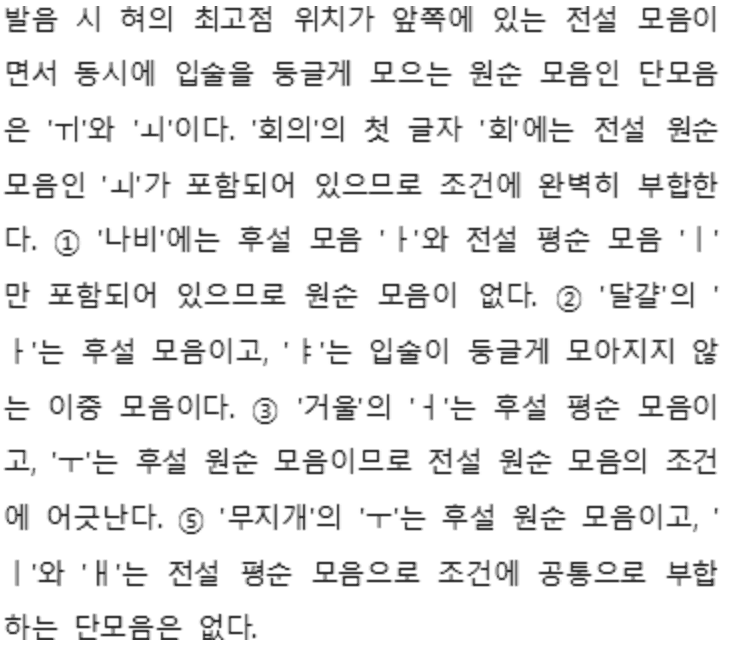 발음 시 혀의 최고점 위치가 앞쪽에 있는 전설 모음이
면서 동시에 입술을 둥글게 모으는 원순 모음인 단모음
은 'ㅟ'와 'ㅚ'이다. '회의'의 첫 글자 '회'에는 전설 원순
모음인 'ㅚ'가 포함되어 있으므로 조건에 완벽히 부합한
다. ① '나비'에는 후설 모음 'ㅏ'와 전설 평순 모음 'ㅣ'
만 포함되어 있으므로 원순 모음이 없다. ② '달걀'의 '
ㅏ'는 후설 모음이고, 'ㅑ'는 입술이 둥글게 모아지지 않
는 이중 모음이다. ③ '거울'의 'ㅓ'는 후설 평순 모음이
고, 'ㅜ'는 후설 원순 모음이므로 전설 원순 모음의 조건
에 어긋난다. ⑤ '무지개'의 'ㅜ'는 후설 원순 모음이고, '
ㅣ'와 'ㅐ'는 전설 평순 모음으로 조건에 공통으로 부합
하는 단모음은 없다.